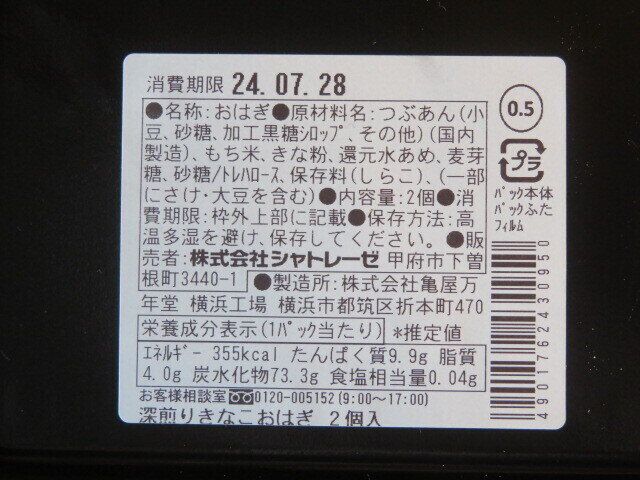 消費期限 24.07.28
●名称:おはぎ●原材料名:つぶあん(小
豆、砂糖、加工黒糖シロップ、その他)(国内
製造)、もち米、きな粉、還元水あめ、麦芽
糖、砂糖/トレハロース、保存料(しらこ)、(一部
にさけ・大豆を含む)●内容量:2個●消
費期限:枠外上部に記載●保存方法:高
温多湿を避け、保存してください。●販
売者:株式会社シャトレーゼ 甲府市下曽
根町3440-1 ●製造所:株式会社亀屋万
年堂 横浜工場 横浜市都筑区折本町470
栄養成分表示(1パック当たり) *推定値
エネルギー 355kcal たんぱく質9.9g 脂質
4.0g 炭水化物73.3g 食塩相当量0.04g
お客様相談室 0120-005152(9:00~17:00)
深煎りきなこおはぎ 2個入
0.5
プラ
パック本体
パックふた
フィルム
4901762430950